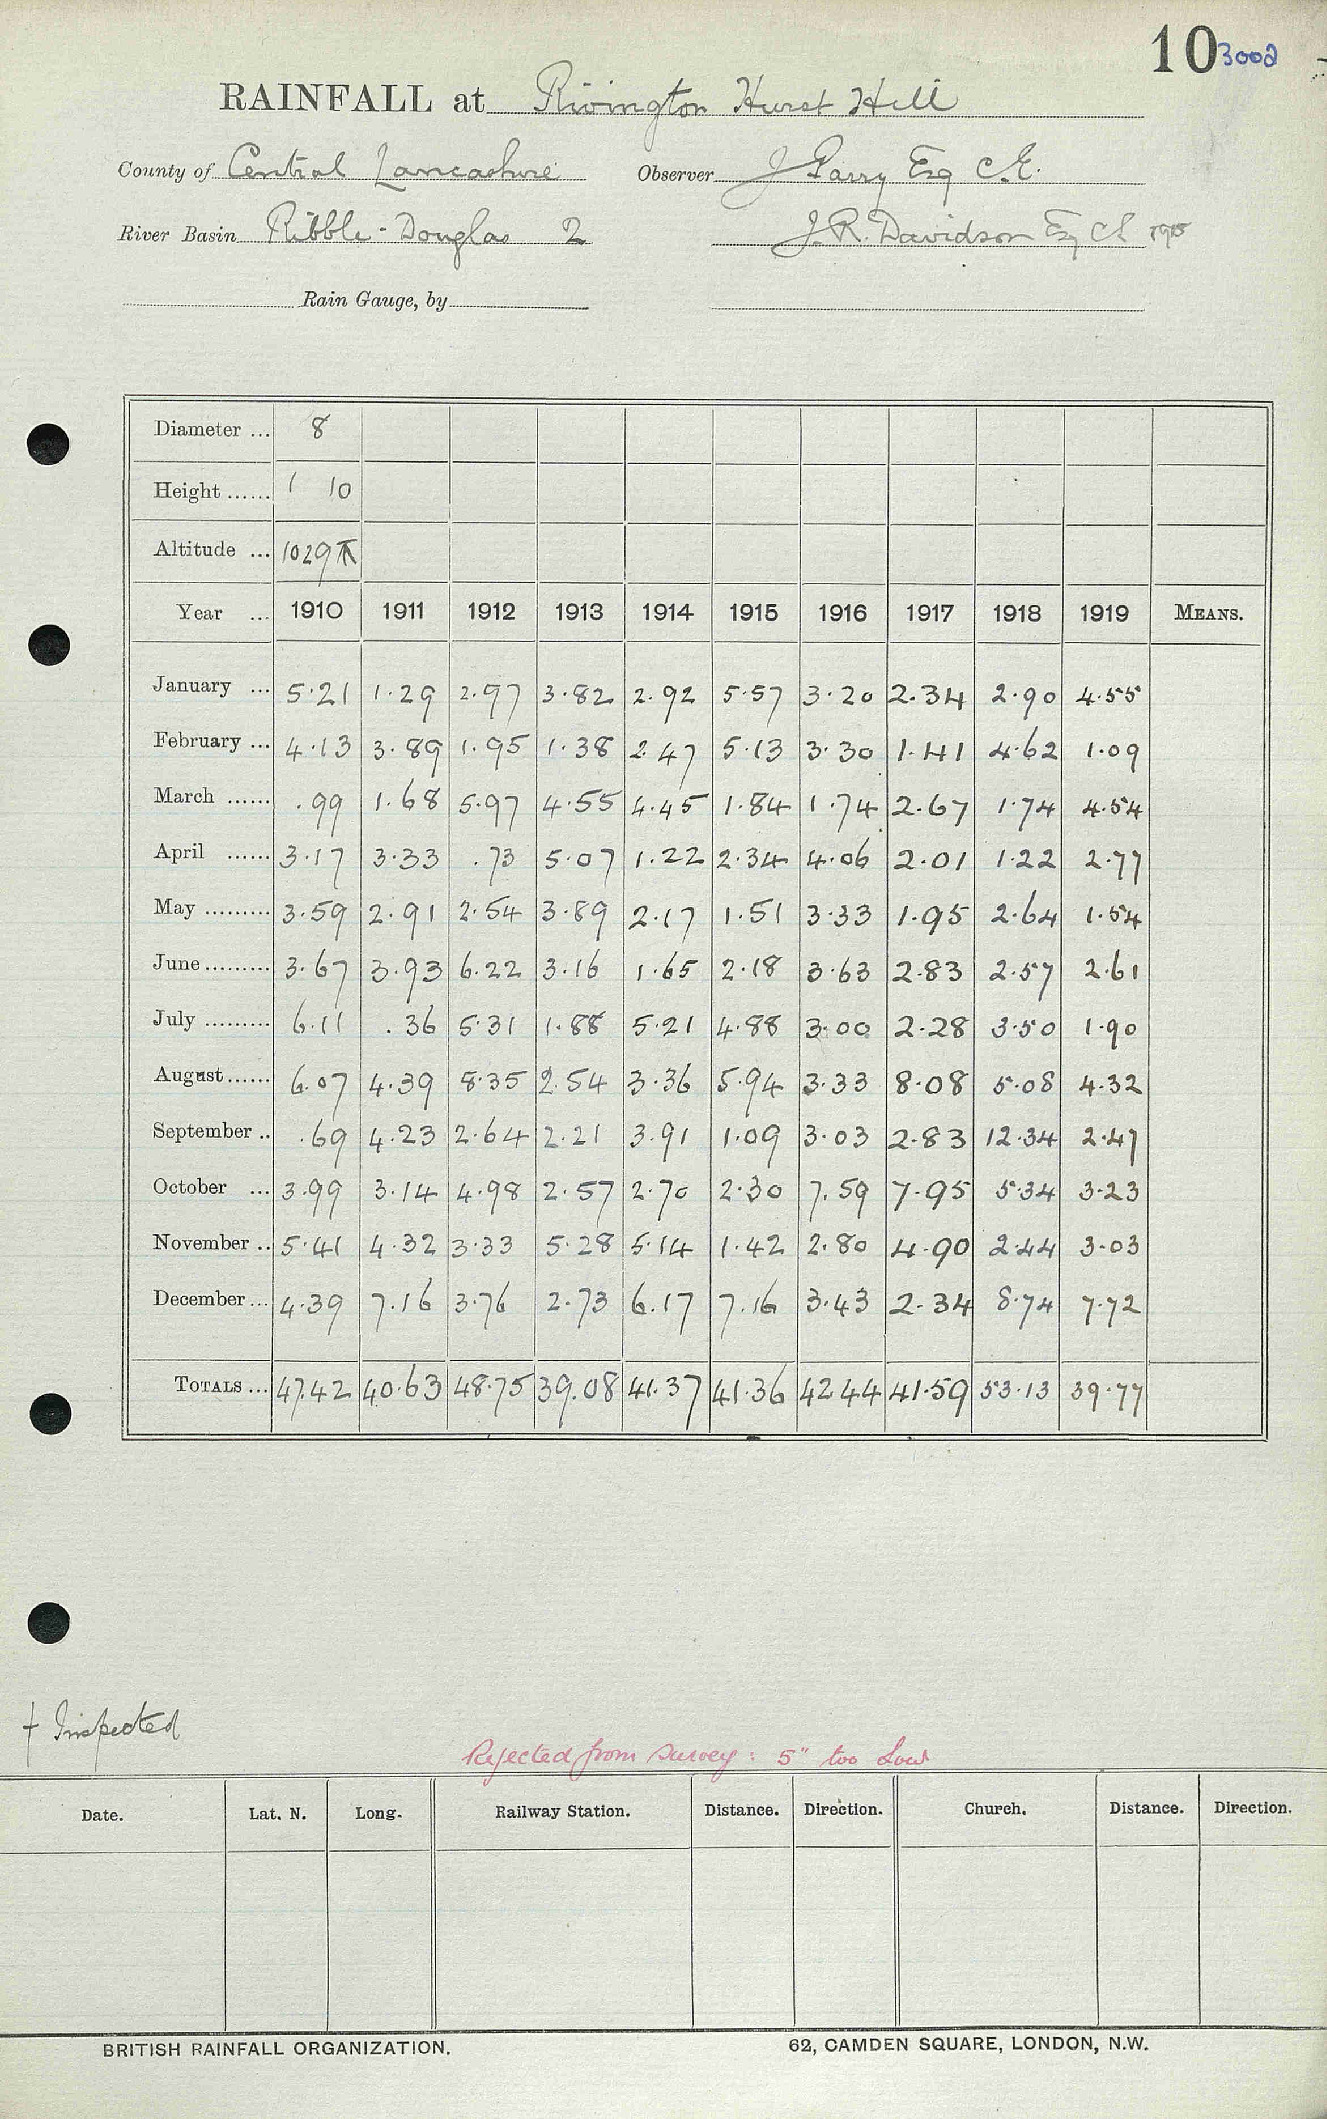 10 3002
RAINFALL at Rivington Hurst Hill
County of Central Lancashire Observer J Parry Esq C.E.
River Basin Ribble-Douglas 2 J. R. Davidson Esq CE 1915
Rain Gauge, by
Diameter ... 8
Height ...... 1 10
Altitude ... 1029
Year ... 1910 1911 1912 1913 1914 1915 1916 1917 1918 1919 MEANS.
January ... 5.21 1.29 2.97 3.82 2.92 5.57 3.20 2.34 2.90 4.55
February ... 4.13 3.89 1.95 1.38 2.47 5.13 3.30 1.41 4.62 1.09
March ...... .99 1.68 5.97 4.55 4.45 1.84 1.74 2.67 1.74 4.54
April ...... 3.17 3.33 .73 5.07 1.22 2.34 4.06 2.01 1.22 2.77
May ......... 3.59 2.91 2.54 3.89 2.17 1.51 3.33 1.95 2.64 1.54
June ......... 3.67 3.93 6.22 3.16 1.65 2.18 3.63 2.83 2.57 2.61
July ......... 6.11 .36 5.31 1.88 5.21 4.88 3.00 2.28 3.50 1.90
August ...... 6.07 4.39 8.35 2.54 3.36 5.94 3.33 8.08 5.08 4.32
September .. .69 4.23 2.64 2.21 3.91 1.09 3.03 2.83 12.34 2.47
October ... 3.99 3.14 4.98 2.57 2.70 2.30 7.59 7.95 5.34 3.23
November .. 5.41 4.32 3.33 5.28 5.14 1.42 2.80 4.90 2.44 3.03
December ... 4.39 7.16 3.76 2.73 6.17 7.16 3.43 2.34 8.74 7.72
TOTALS ... 47.42 40.63 48.75 39.08 41.37 41.36 42 44 41.59 53.13 39.77
† Inspected
Rejected from survey: 5" too low
Date. Lat. N. Long. Railway Station. Distance. Direction. Church. Distance. Direction.
BRITISH RAINFALL ORGANIZATION. 62, CAMDEN SQUARE, LONDON, N.W.